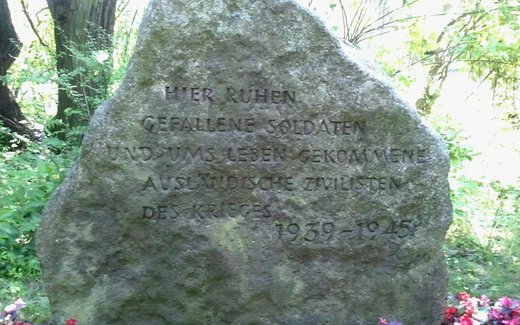 HIER RUHEN
GEFALLENE SOLDATEN
UND UMS LEBEN GEKOMMENE
AUSLÄNDISCHE ZIVILISTEN
DES KRIEGES
1939-1945